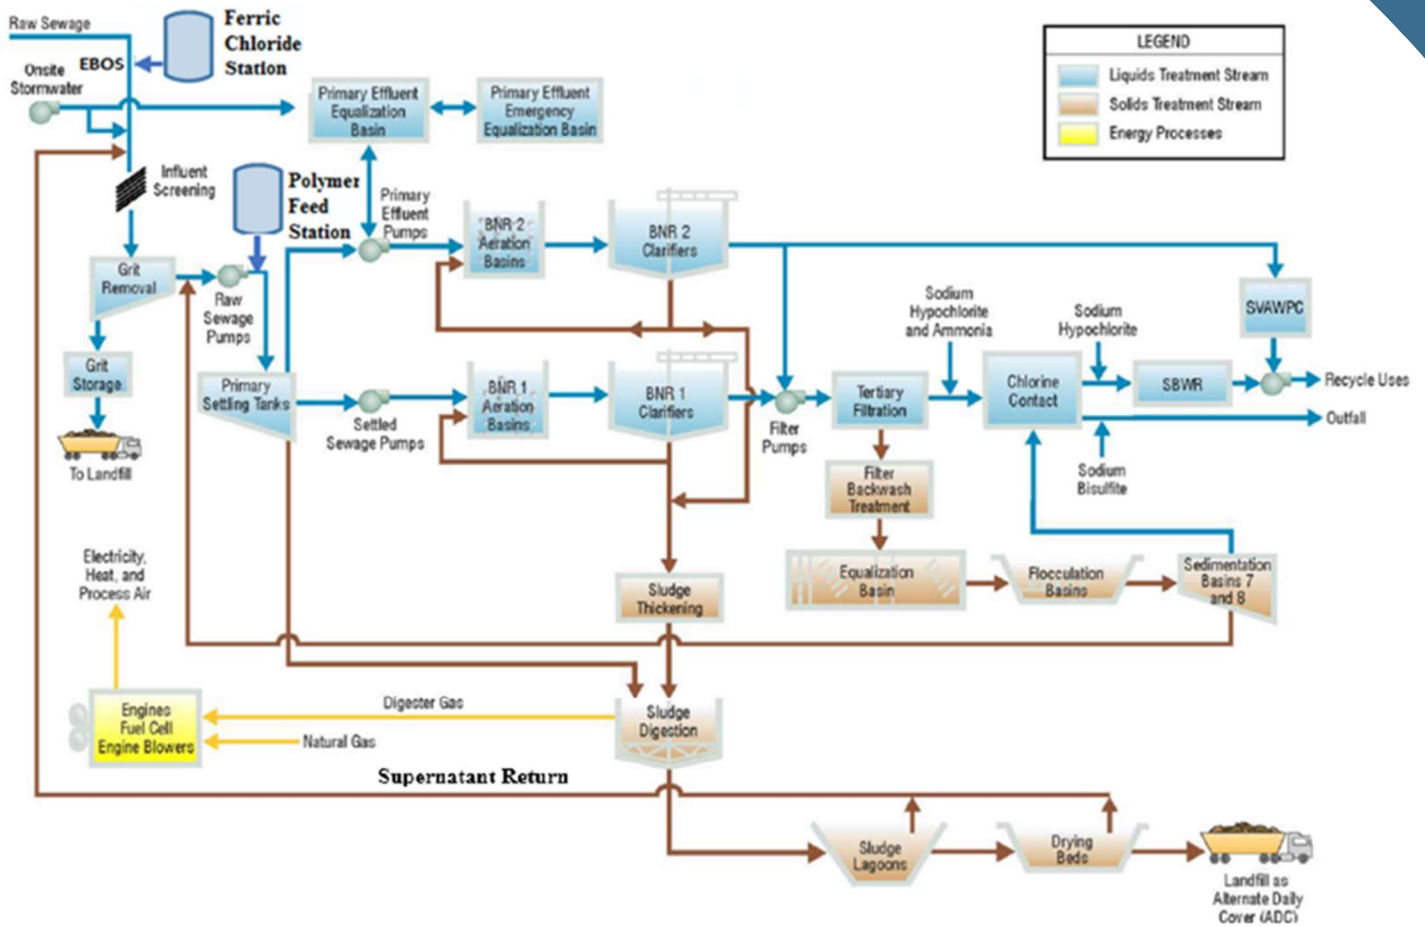 Raw Sewage
EBOS
Ferric
Chloride
Station
Onsite
Stormwater
Primary Effluent
Equalization
Basin
Primary Effluent
Emergency
Equalization Basin
LEGEND
Liquids Treatment Stream
Solids Treatment Stream
Energy Processes
Influent
Screening
Polymer
Feed
Station
Primary
Effluent
Pumps
BNR 2
Aeration
Basins
BNR 2
Clarifiers
Grit
Removal
Raw
Sewage
Pumps
SVAWPC
Sodium
Hypochlorite
and Ammonia
Sodium
Hypochlorite
Grit
Storage
Primary
Settling Tanks
Settled
Sewage Pumps
BNR 1
Aeration
Basins
BNR 1
Clarifiers
Filter
Pumps
Tertiary
Filtration
Chlorine
Contact
SBWR
Recycle Uses
Outfall
To Landfill
Sodium
Bisulfite
Filter
Backwash
Treatment
Equalization
Basin
Flocculation
Basins
Sedimentation
Basins 7
and 8
Electricity,
Heat, and
Process Air
Sludge
Thickening
Engines
Fuel Cell
Engine Blowers
Digester Gas
Natural Gas
Sludge
Digestion
Supernatant Return
Sludge
Lagoons
Drying
Beds
Landfill as
Alternate Daily
Cover (ADC)